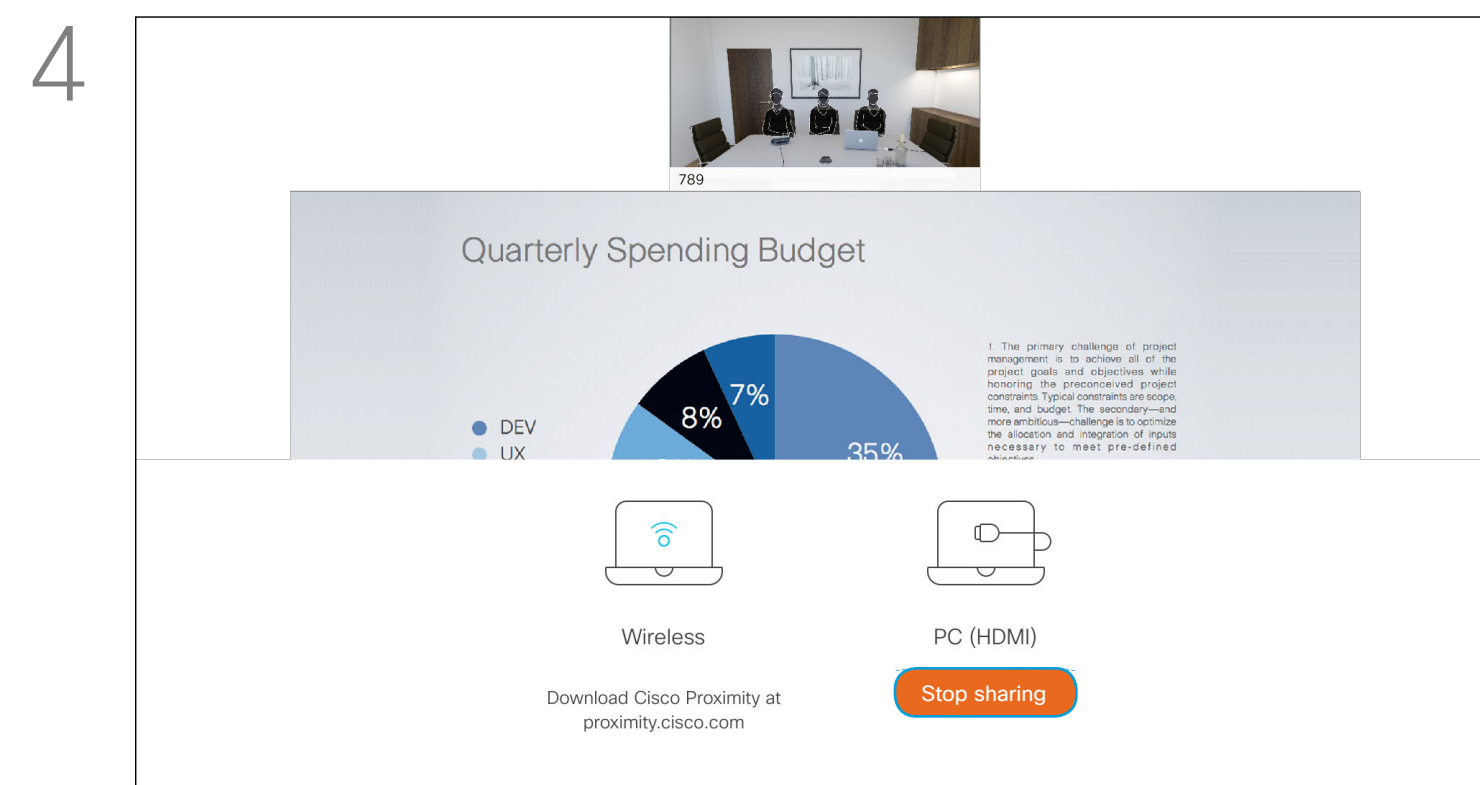 4
789
Quarterly Spending Budget
7%
8%
35%
DEV
UX
1. The primary challenge of project
management is to achieve all of the
project goals and objectives while
honoring the preconceived project
constraints. Typical constraints are scope,
time, and budget. The secondary—and
more ambitious—challenge is to optimize
the allocation and integration of inputs
necessary to meet pre-defined
Wireless
PC (HDMI)
Download Cisco Proximity at
proximity.cisco.com
Stop sharing